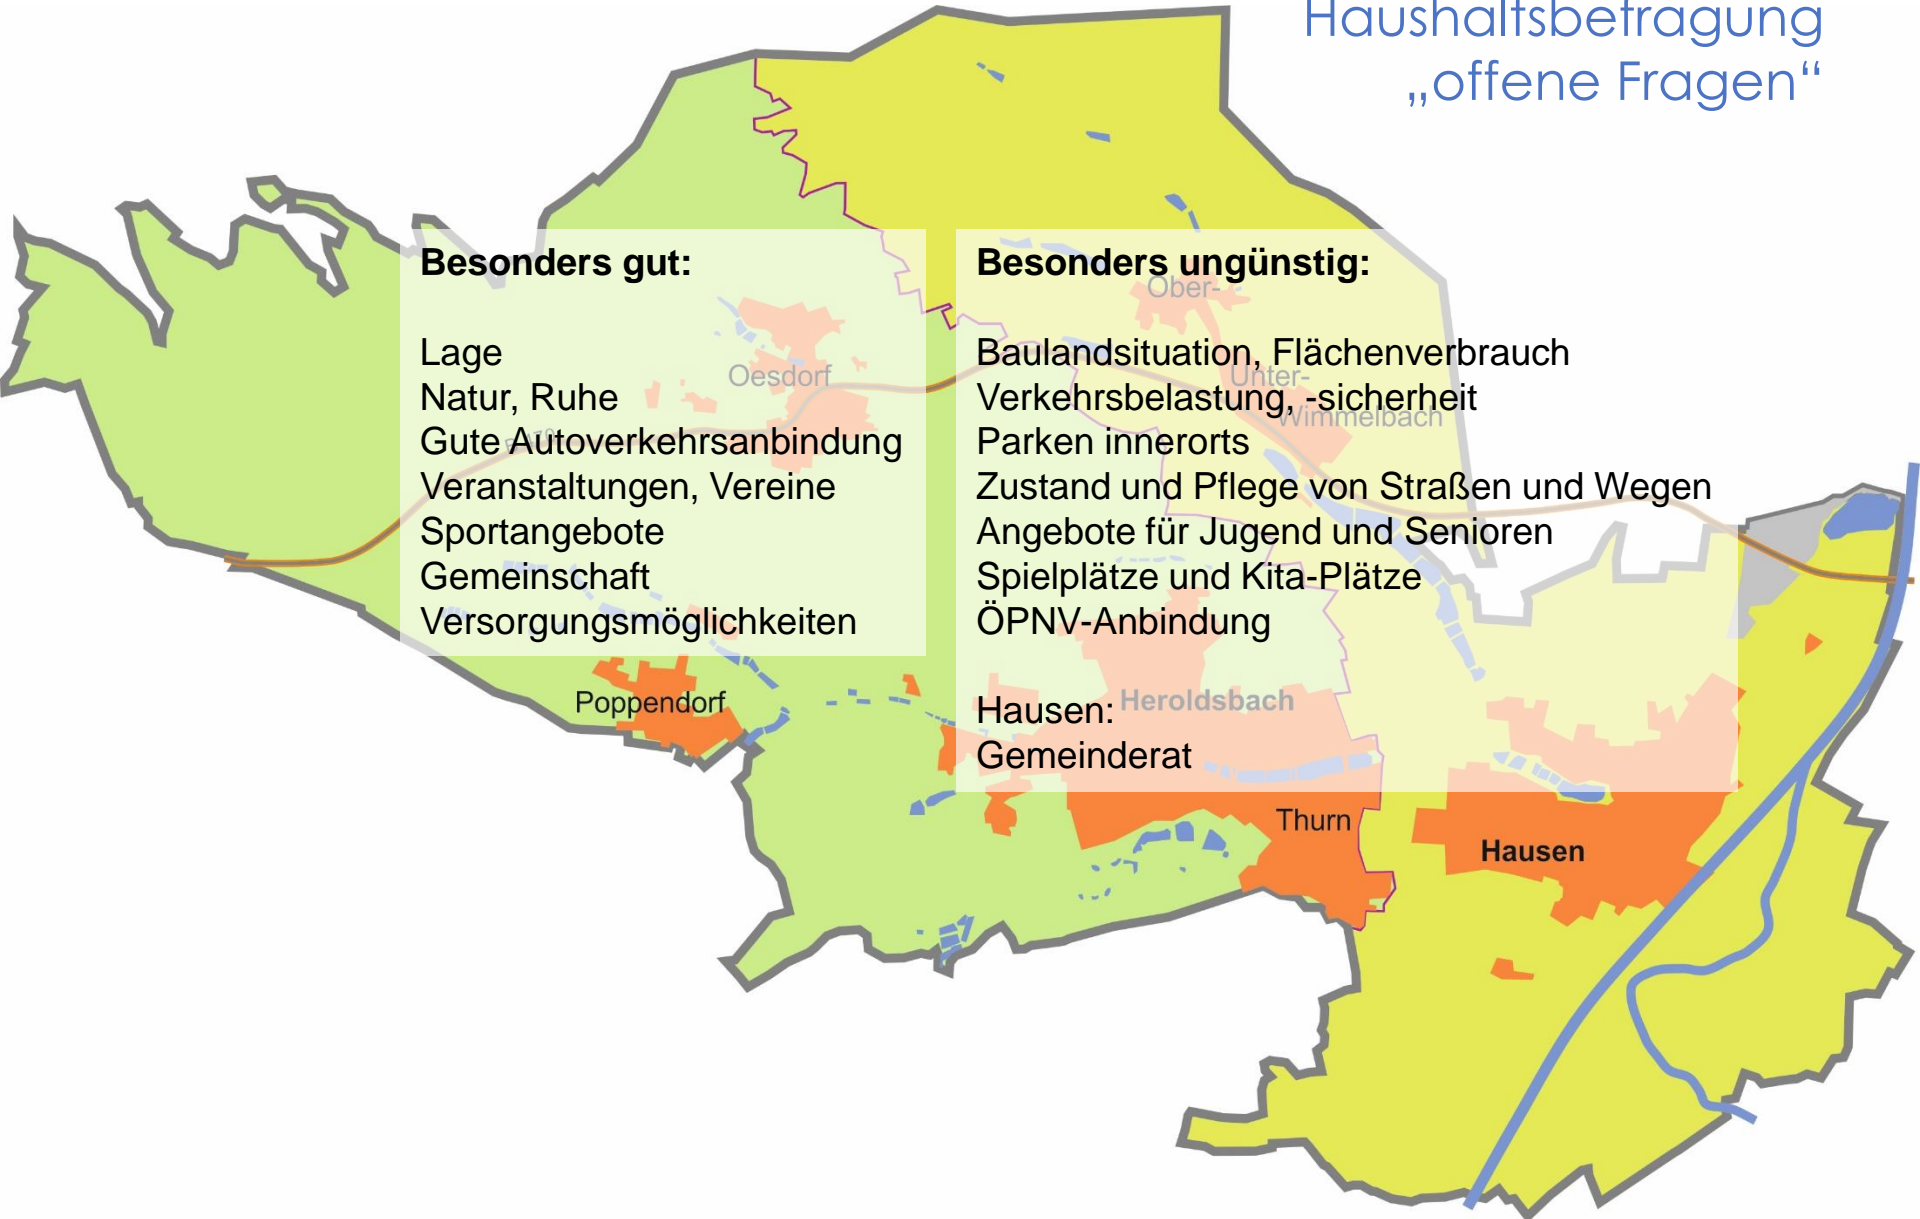 Haushaltsbefragung
„offene Fragen“
Besonders gut:
Lage
Natur, Ruhe
Gute Autoverkehrsanbindung
Veranstaltungen, Vereine
Sportangebote
Gemeinschaft
Versorgungsmöglichkeiten
Besonders ungünstig:
Baulandsituation, Flächenverbrauch
Verkehrsbelastung, -sicherheit
Parken innerorts
Zustand und Pflege von Straßen und Wegen
Angebote für Jugend und Senioren
Spielplätze und Kita-Plätze
ÖPNV-Anbindung
Hausen:
Gemeinderat
Ober-
Unter-
Wimmelbach
Oesdorf
Poppendorf
Heroldsbach
Thurn
Hausen